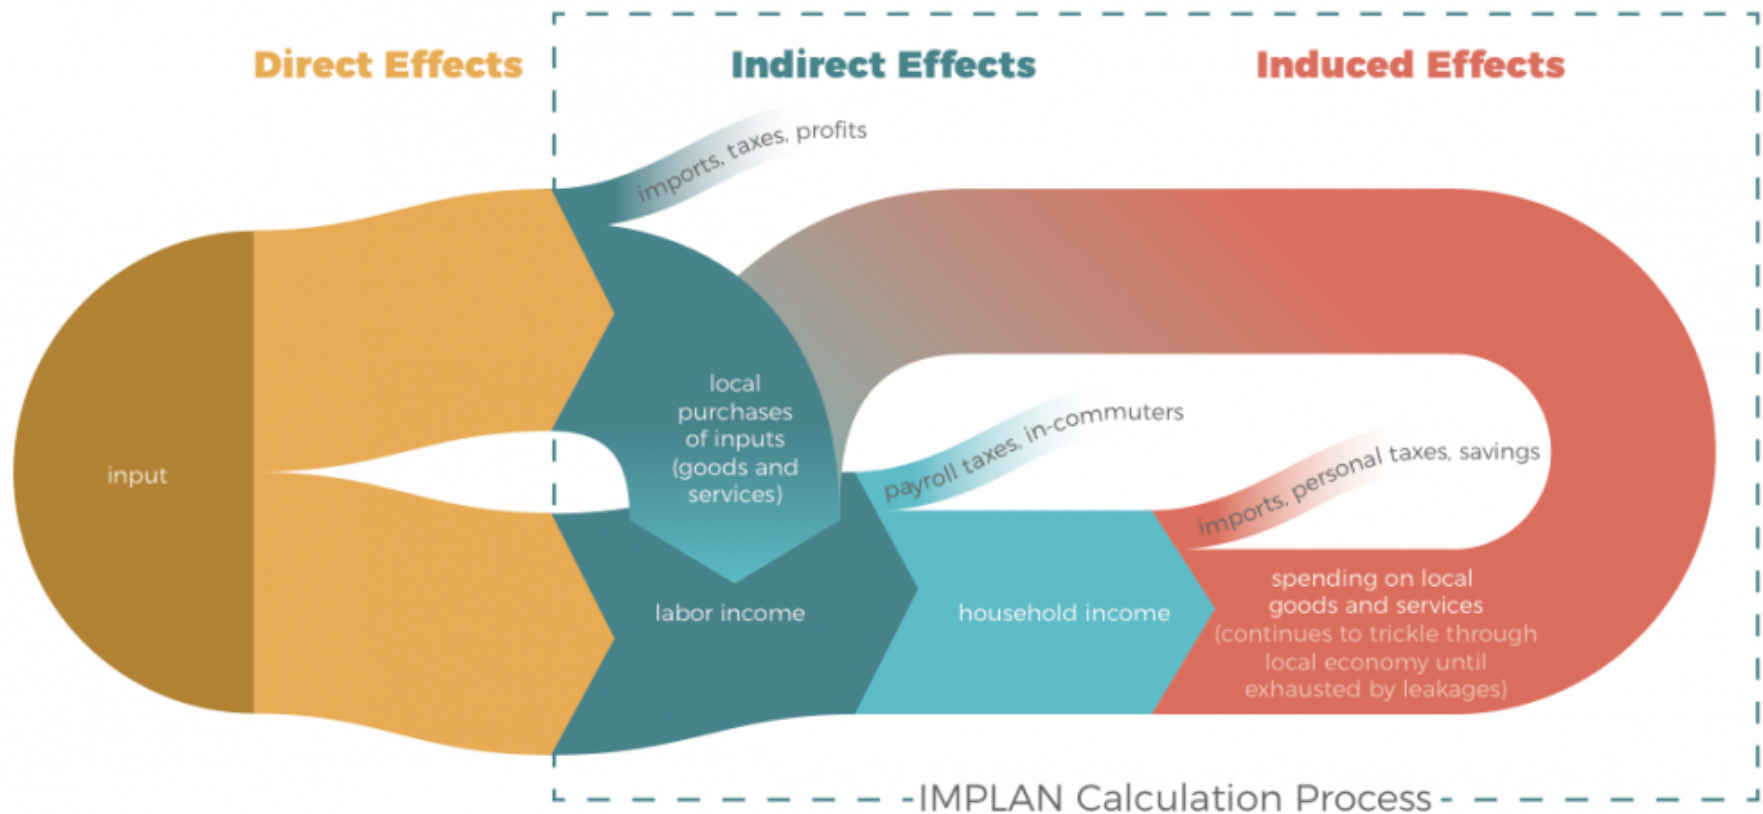 Direct Effects
Indirect Effects
Induced Effects
imports, taxes, profits
local
purchases
of inputs
(goods and
services)
payroll taxes, in-commuters
imports, personal taxes, savings
input
labor income
household income
spending on local
goods and services
(continues to trickle through
local economy until
exhausted by leakages)
IMPLAN Calculation Process